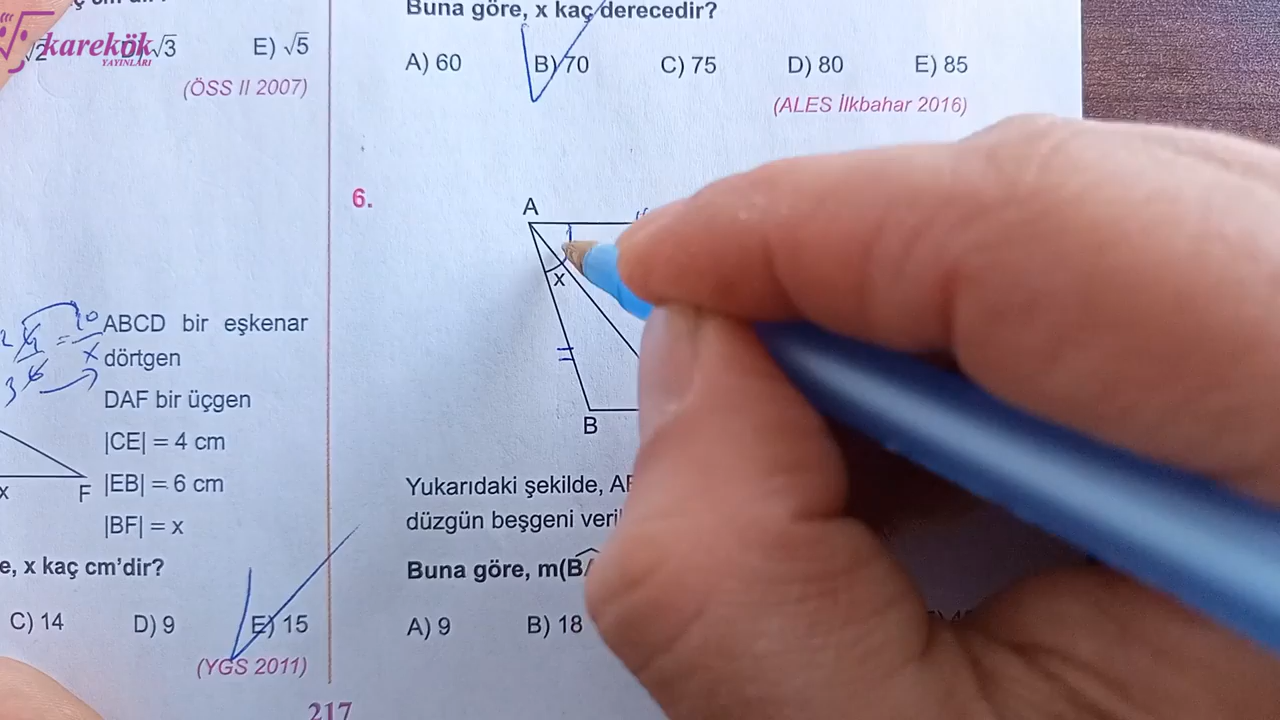 karekök
YAYINLARI
√2 D) √3 E) √5
(ÖSS II 2007)
ABCD bir eşkenar
dörtgen
DAF bir üçgen
|CE| = 4 cm
|EB| = 6 cm
|BF| = x
x F
e, x kaç cm'dir?
C) 14 D) 9 E) 15
(YGS 2011)
217
Buna göre, x kaç derecedir?
A) 60 B) 70 C) 75 D) 80 E) 85
(ALES İlkbahar 2016)
6.
A
x
B
Yukarıdaki şekilde,
düzgün beşgeni
Buna göre,
A) 9 B) 18